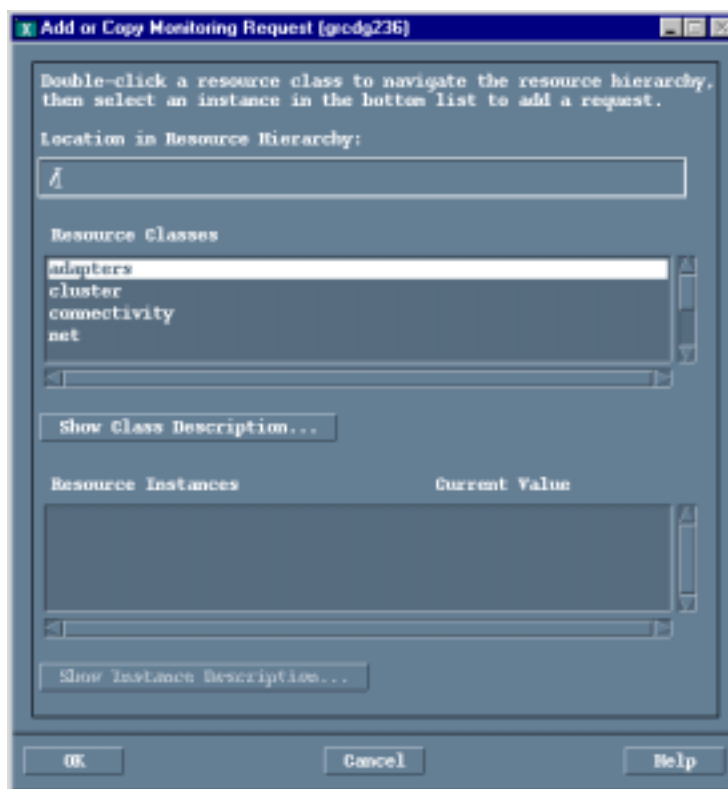 Add or Copy Monitoring Request (grcdg236)
Double-click a resource class to navigate the resource hierarchy,
then select an instance in the bottom list to add a request.
Location in Resource Hierarchy:
/
Resource Classes
adapters
cluster
connectivity
net
Show Class Description...
Resource Instances Current Value
Show Instance Description...
OK Cancel Help